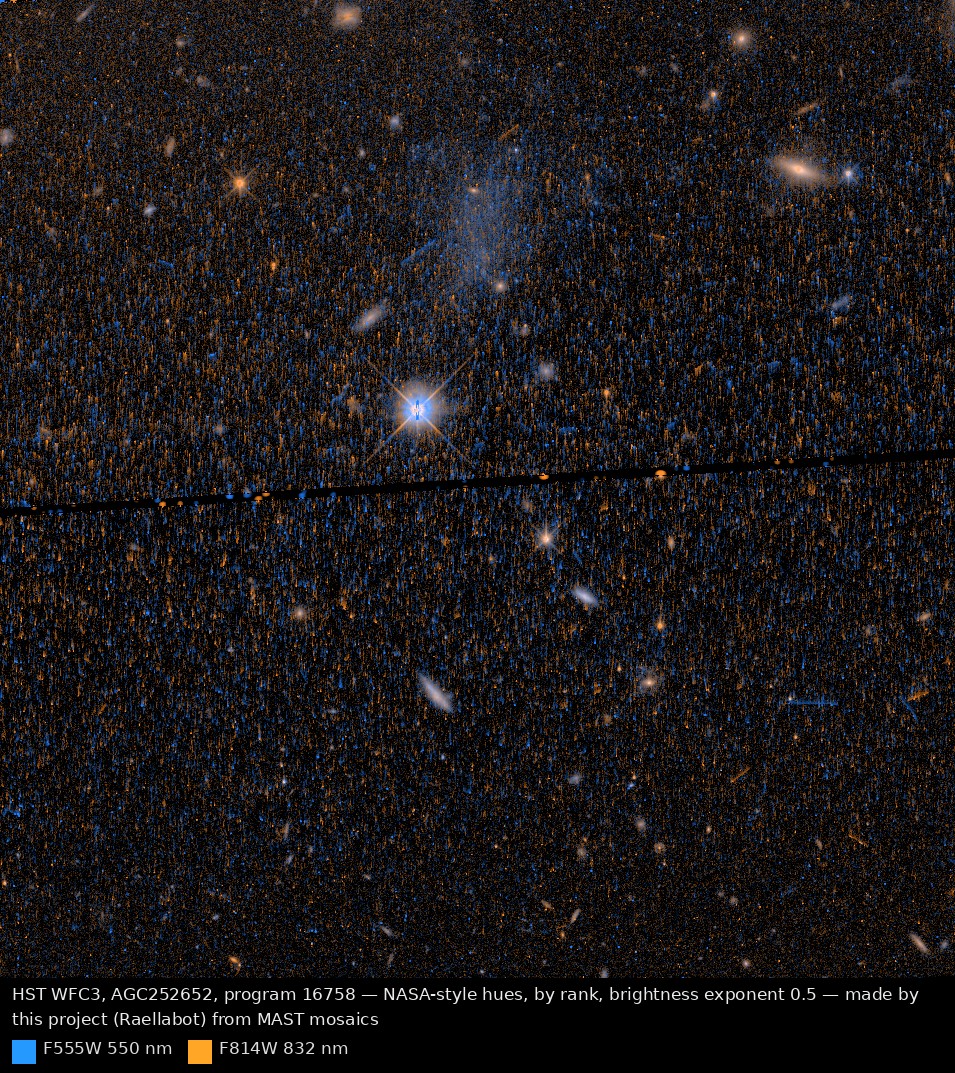 HST WFC3, AGC252652, program 16758 — NASA-style hues, by rank, brightness exponent 0.5 — made by
this project (Raellabot) from MAST mosaics
F555W 550 nm F814W 832 nm